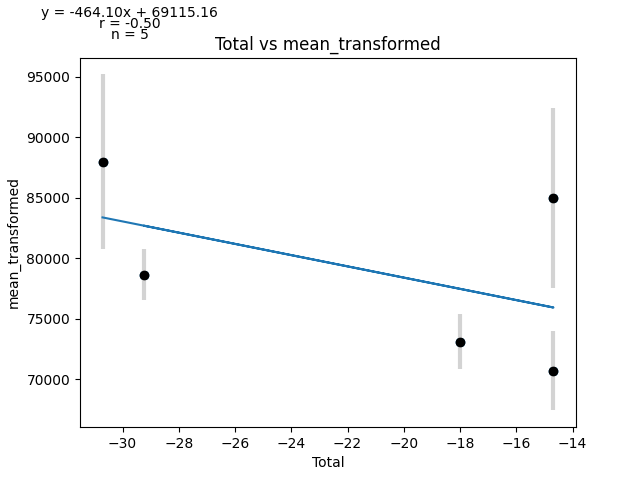 y = -464.10x + 69115.16
r = -0.50
n = 5
Total vs mean_transformed
95000
90000
85000
80000
75000
70000
mean_transformed
−30
−28
−26
−24
−22
−20
−18
−16
−14
Total